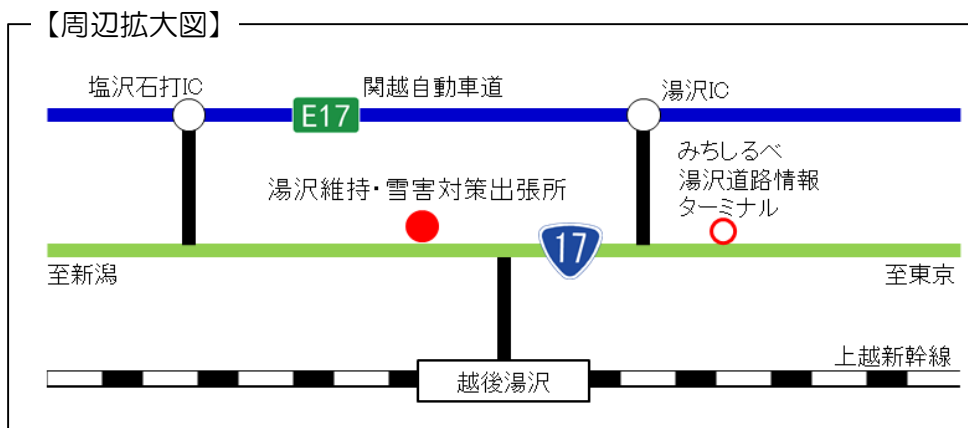 【周辺拡大図】
塩沢石打IC
関越自動車道
湯沢IC
E17
みちしるべ
湯沢道路情報
ターミナル
湯沢維持・雪害対策出張所
17
至新潟
至東京
上越新幹線
越後湯沢